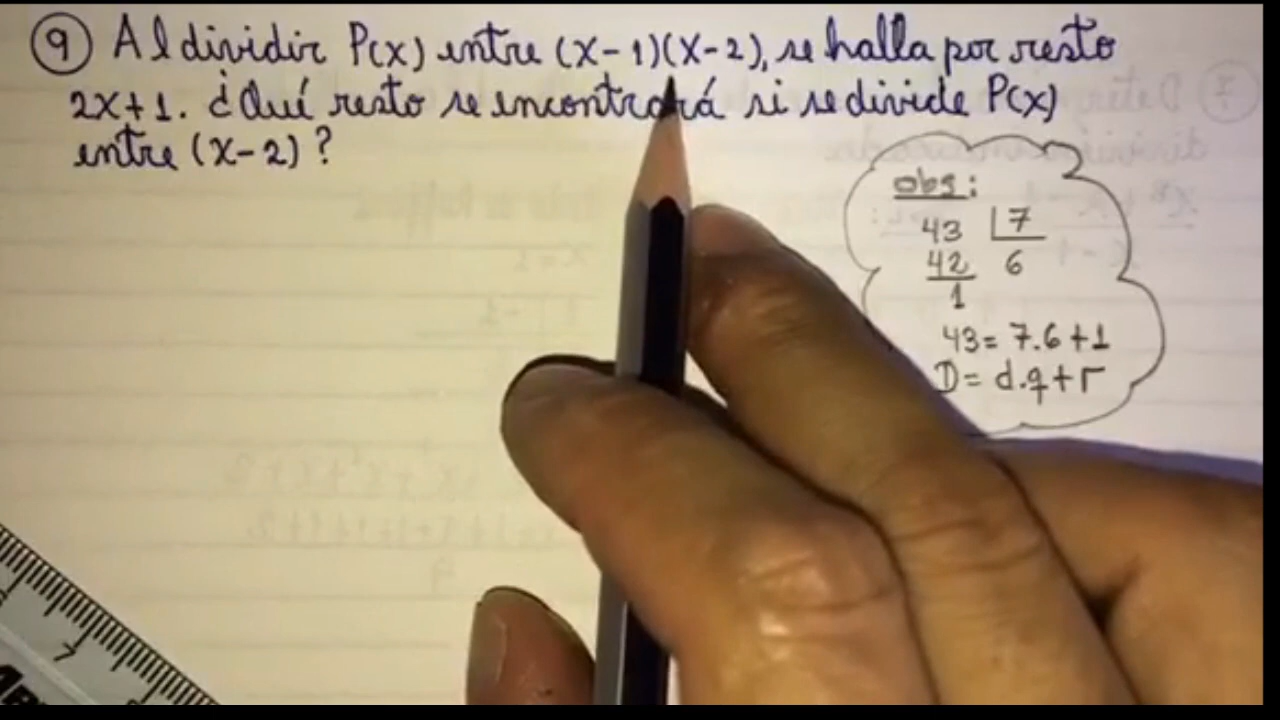 9 Al dividir P(x) entre (x-1)(x-2), se halla por resto
2x+1. ¿Qué resto se encontrará si se divide P(x)
entre (x-2)?
obs:
43 7
42 6
1
43 = 7.6+1
D = d.q+r
7